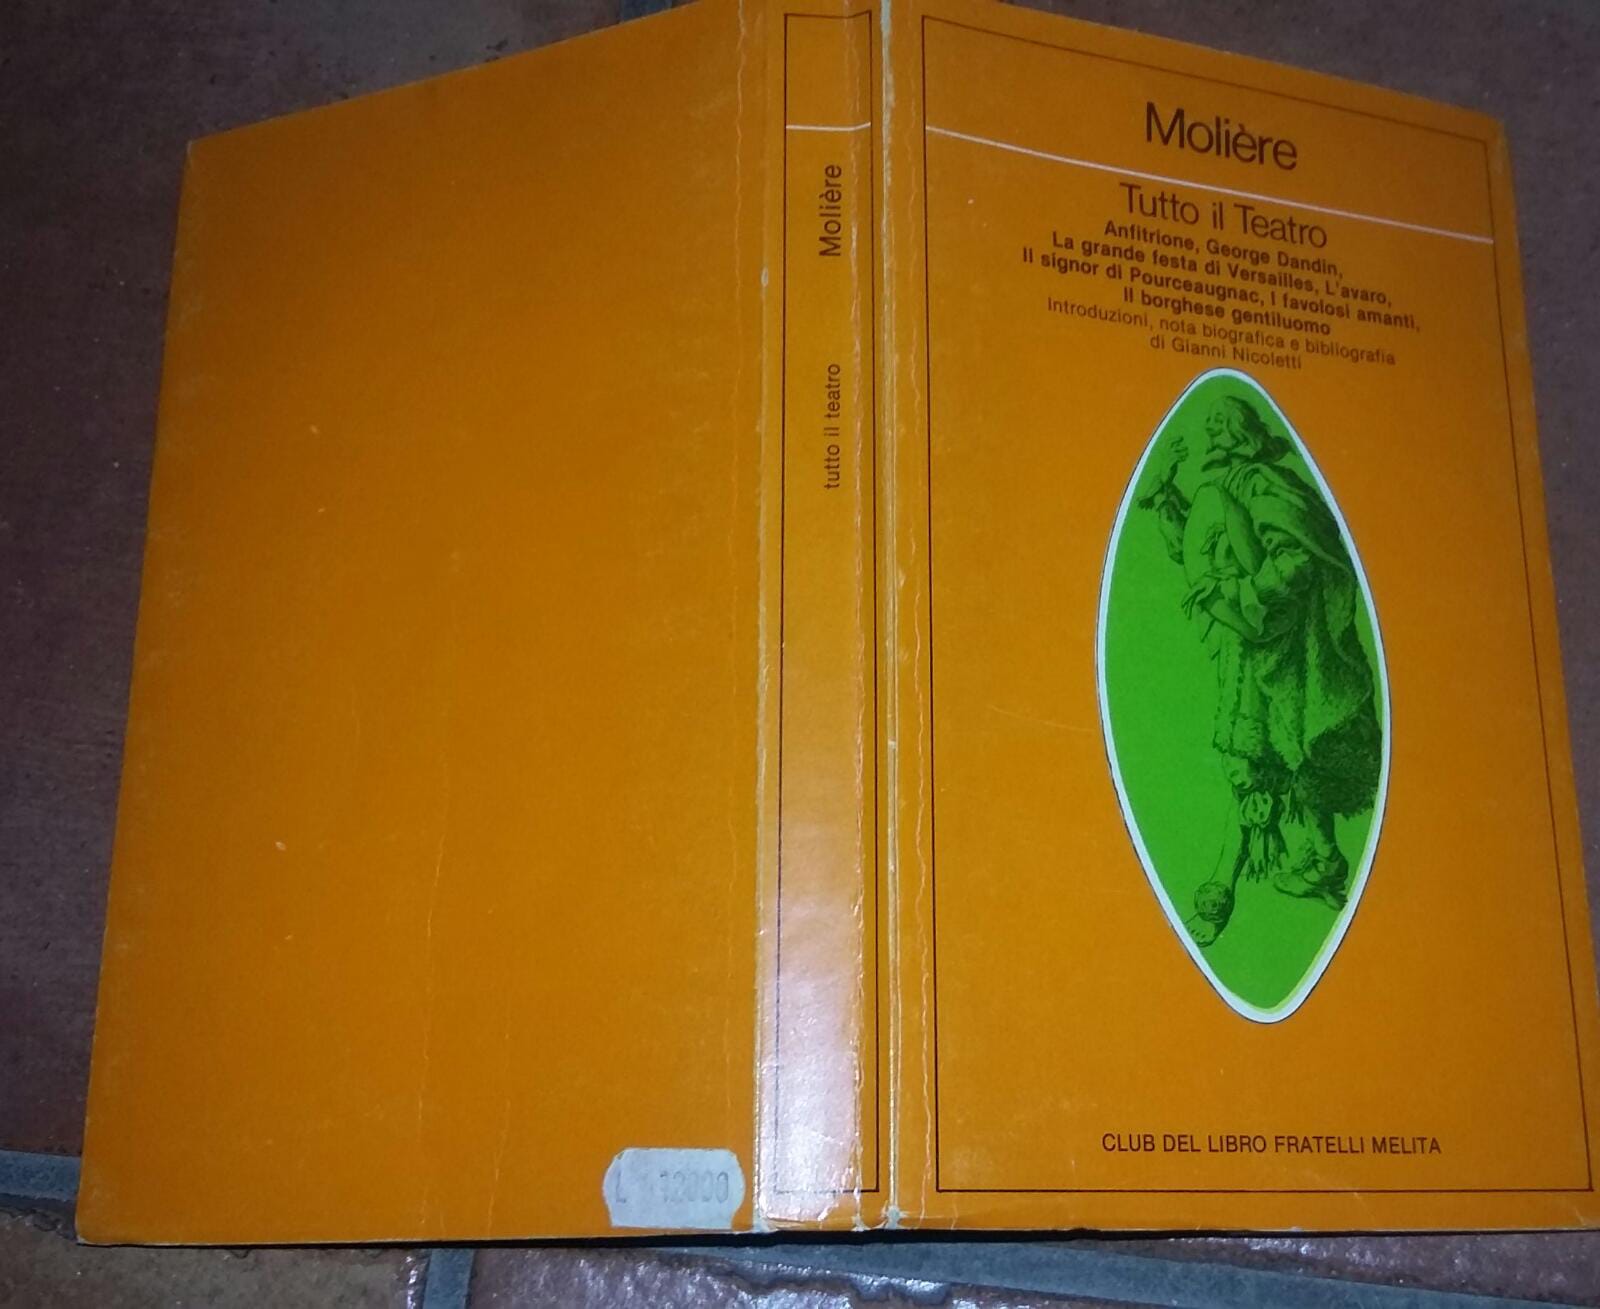 Molière
Tutto il Teatro
Anfitrione, George Dandin,
La grande festa di Versailles, L'avaro,
Il signor di Pourceaugnac, I favolosi amanti,
Il borghese gentiluomo
Introduzioni, nota biografica e bibliografia
di Gianni Nicoletti
CLUB DEL LIBRO FRATELLI MELITA
Molière
tutto il teatro
L 12000